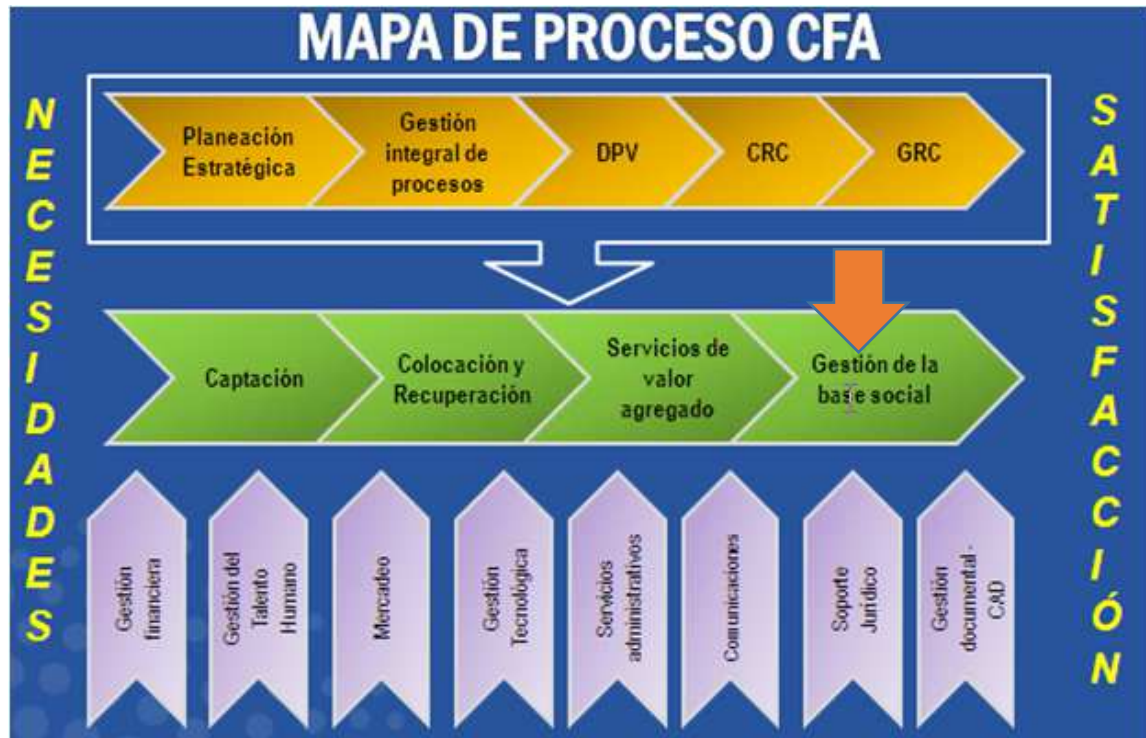 MAPA DE PROCESO CFA
NECESIDADES
Planeación
Estratégica
Gestión
integral de
procesos
DPV
CRC
GRC
Captación
Colocación y
Recuperación
Servicios de
valor
agregado
Gestión de la
base social
Gestión
financiera
Gestión del
Talento
Humano
Mercadeo
Gestión
Tecnológica
Servicios
administrativos
Comunicaciones
Soporte
Jurídico
Gestión
documental -
CAD
SATISFACCIÓN